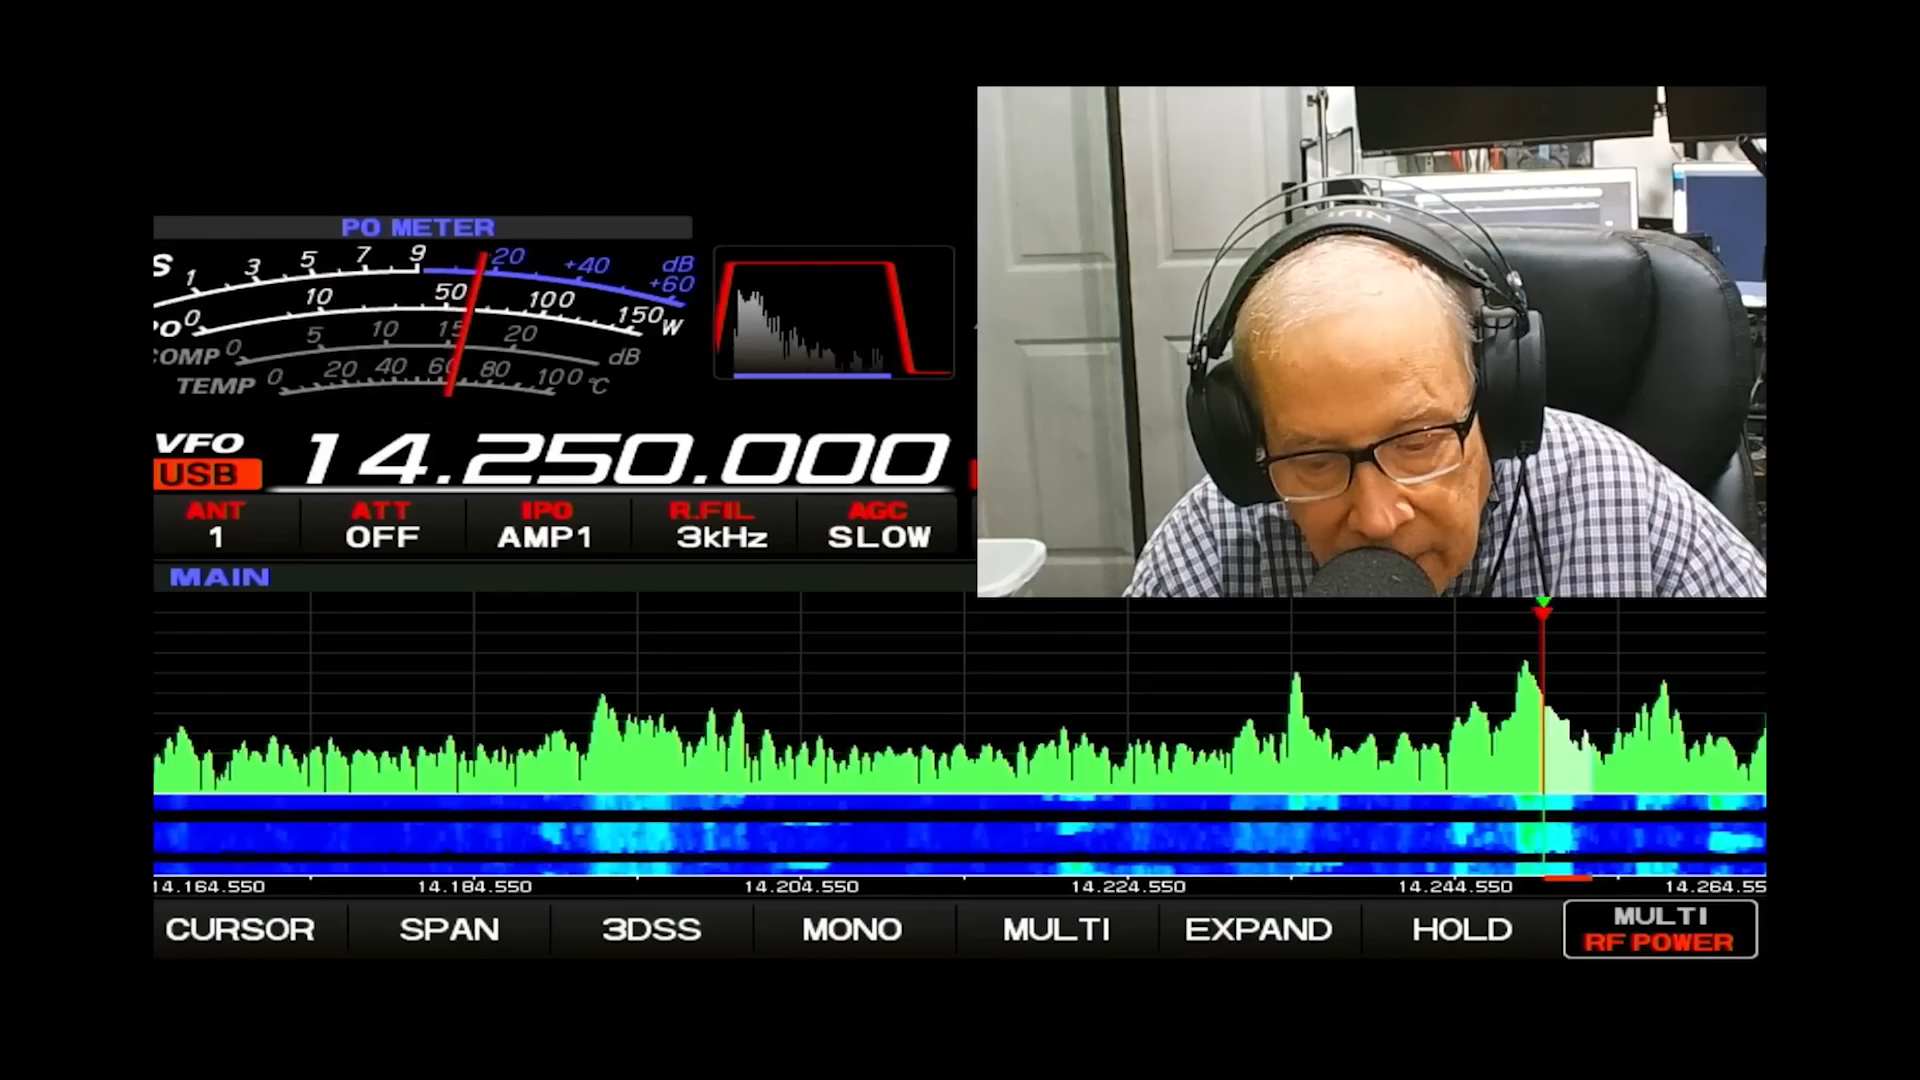 PO METER
S 1 3 5 7 9 +20 +40 +60 dB
PO 0 10 50 100 150 W
COMP 0 5 10 15 20 dB
TEMP 0 20 40 60 80 100 °C
VFO
USB
14.250.000
ANT ATT IPO R.FIL AGC
1 OFF AMP1 3kHz SLOW
MAIN
14.164.550 14.184.550 14.204.550 14.224.550 14.244.550 14.264.55
CURSOR SPAN 3DSS MONO MULTI EXPAND HOLD MULTI
RF POWER